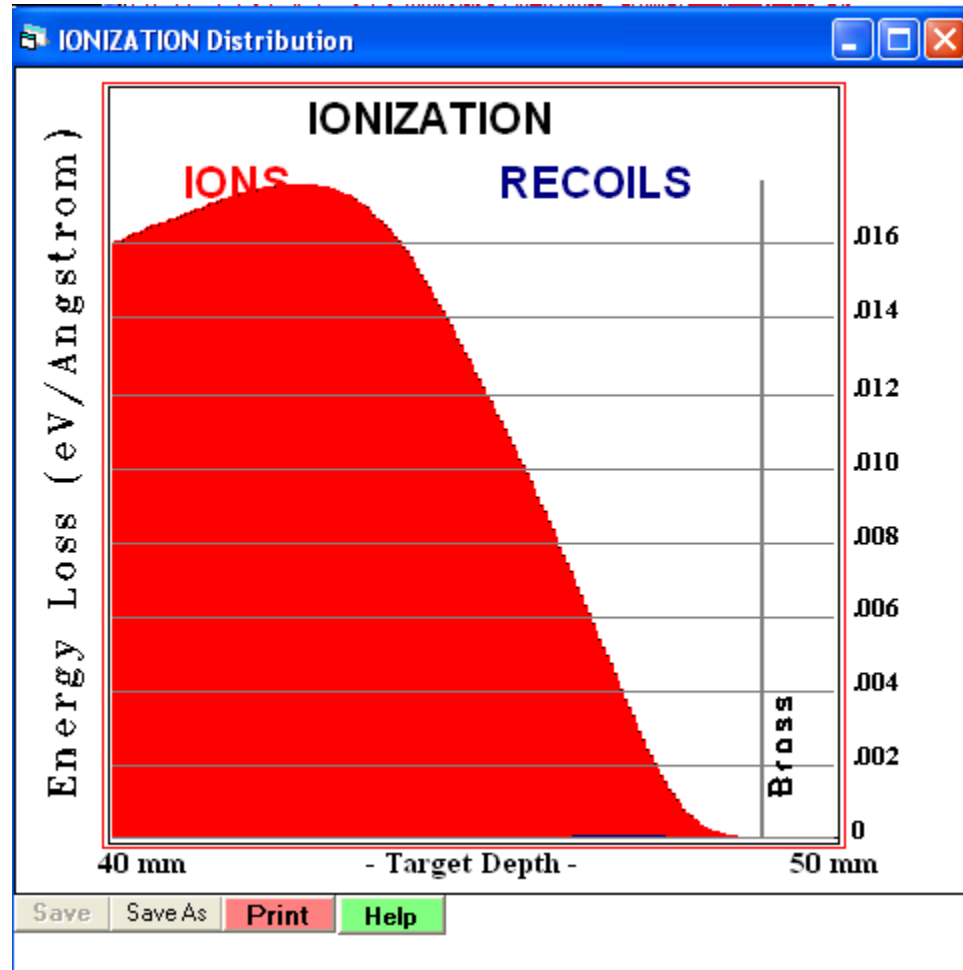 IONIZATION Distribution
IONIZATION
IONS
RECOILS
Energy Loss (eV/Angstrom)
.016
.014
.012
.010
.008
.006
.004
.002
0
Brass
40 mm
- Target Depth -
50 mm
Save
Save As
Print
Help